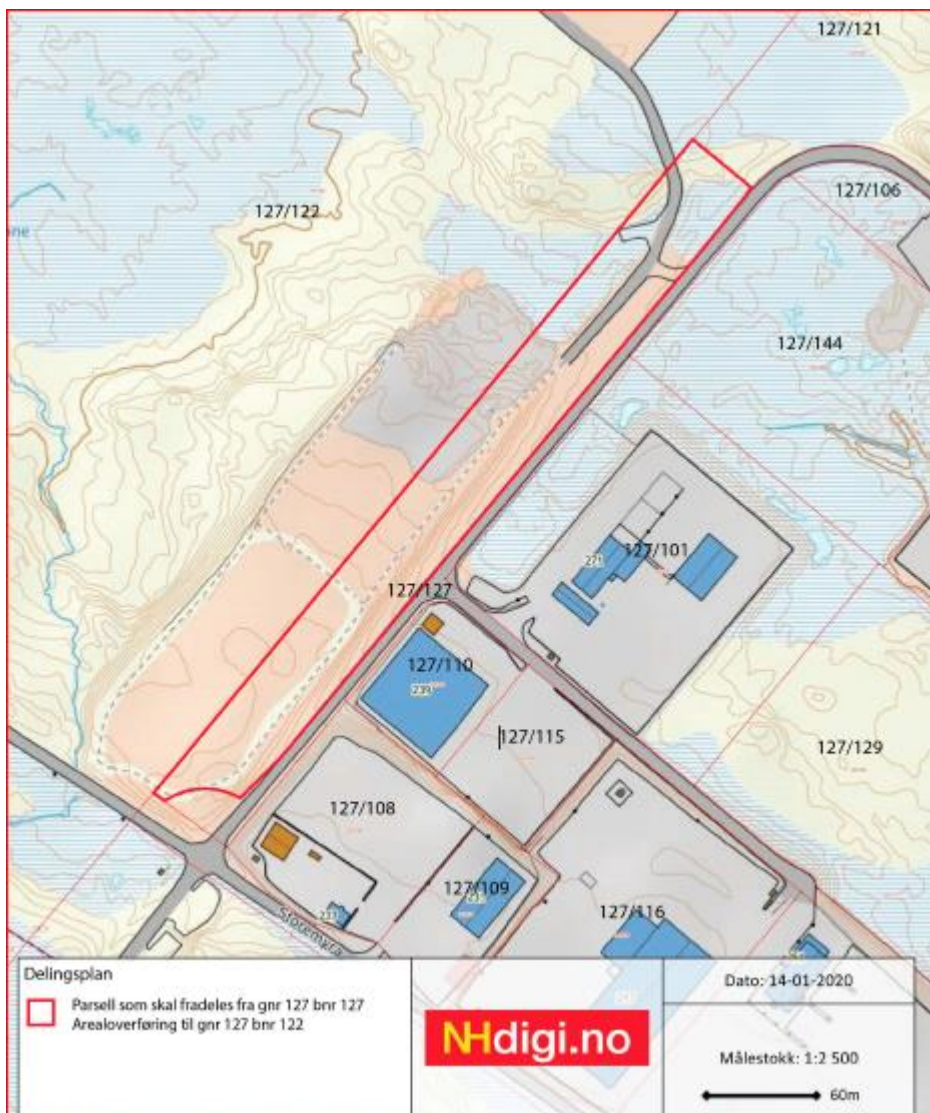 127/121
127/106
127/122
127/144
127/101
271
127/127
127/110
239
127/115
127/129
127/108
127/109
127/116
Storemyra
Delingsplan
Parsell som skal fradeles fra gnr 127 bnr 127
Arealoverføring til gnr 127 bnr 122
NHdigi.no
Dato: 14-01-2020
Målestokk: 1:2 500
60m